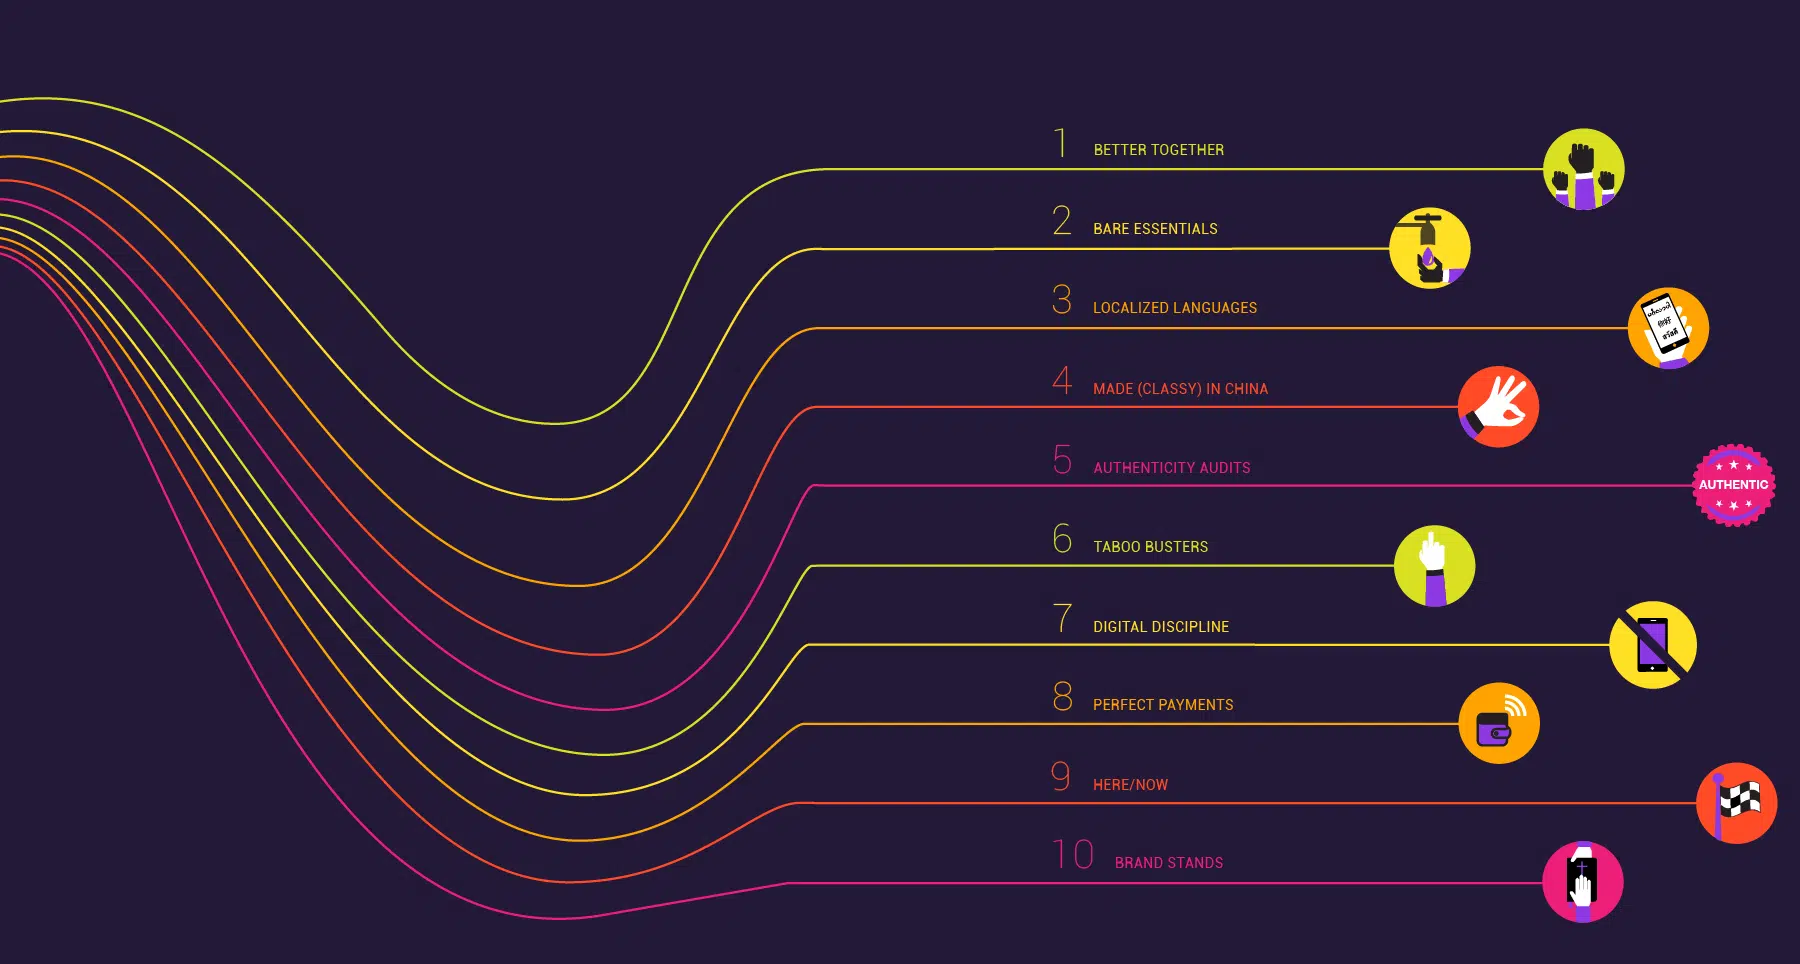 1 BETTER TOGETHER
2 BARE ESSENTIALS
3 LOCALIZED LANGUAGES
4 MADE (CLASSY) IN CHINA
5 AUTHENTICITY AUDITS
AUTHENTIC
6 TABOO BUSTERS
7 DIGITAL DISCIPLINE
8 PERFECT PAYMENTS
9 HERE/NOW
10 BRAND STANDS